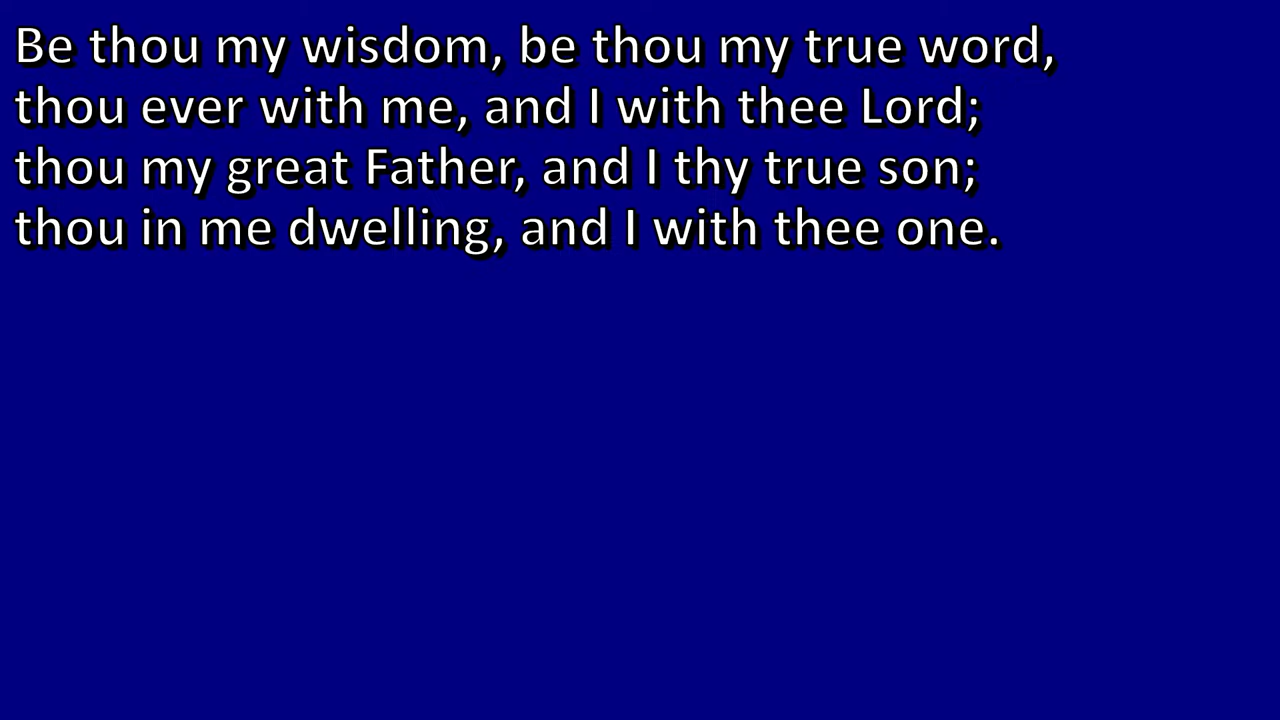 Be thou my wisdom, be thou my true word,
thou ever with me, and I with thee Lord;
thou my great Father, and I thy true son;
thou in me dwelling, and I with thee one.